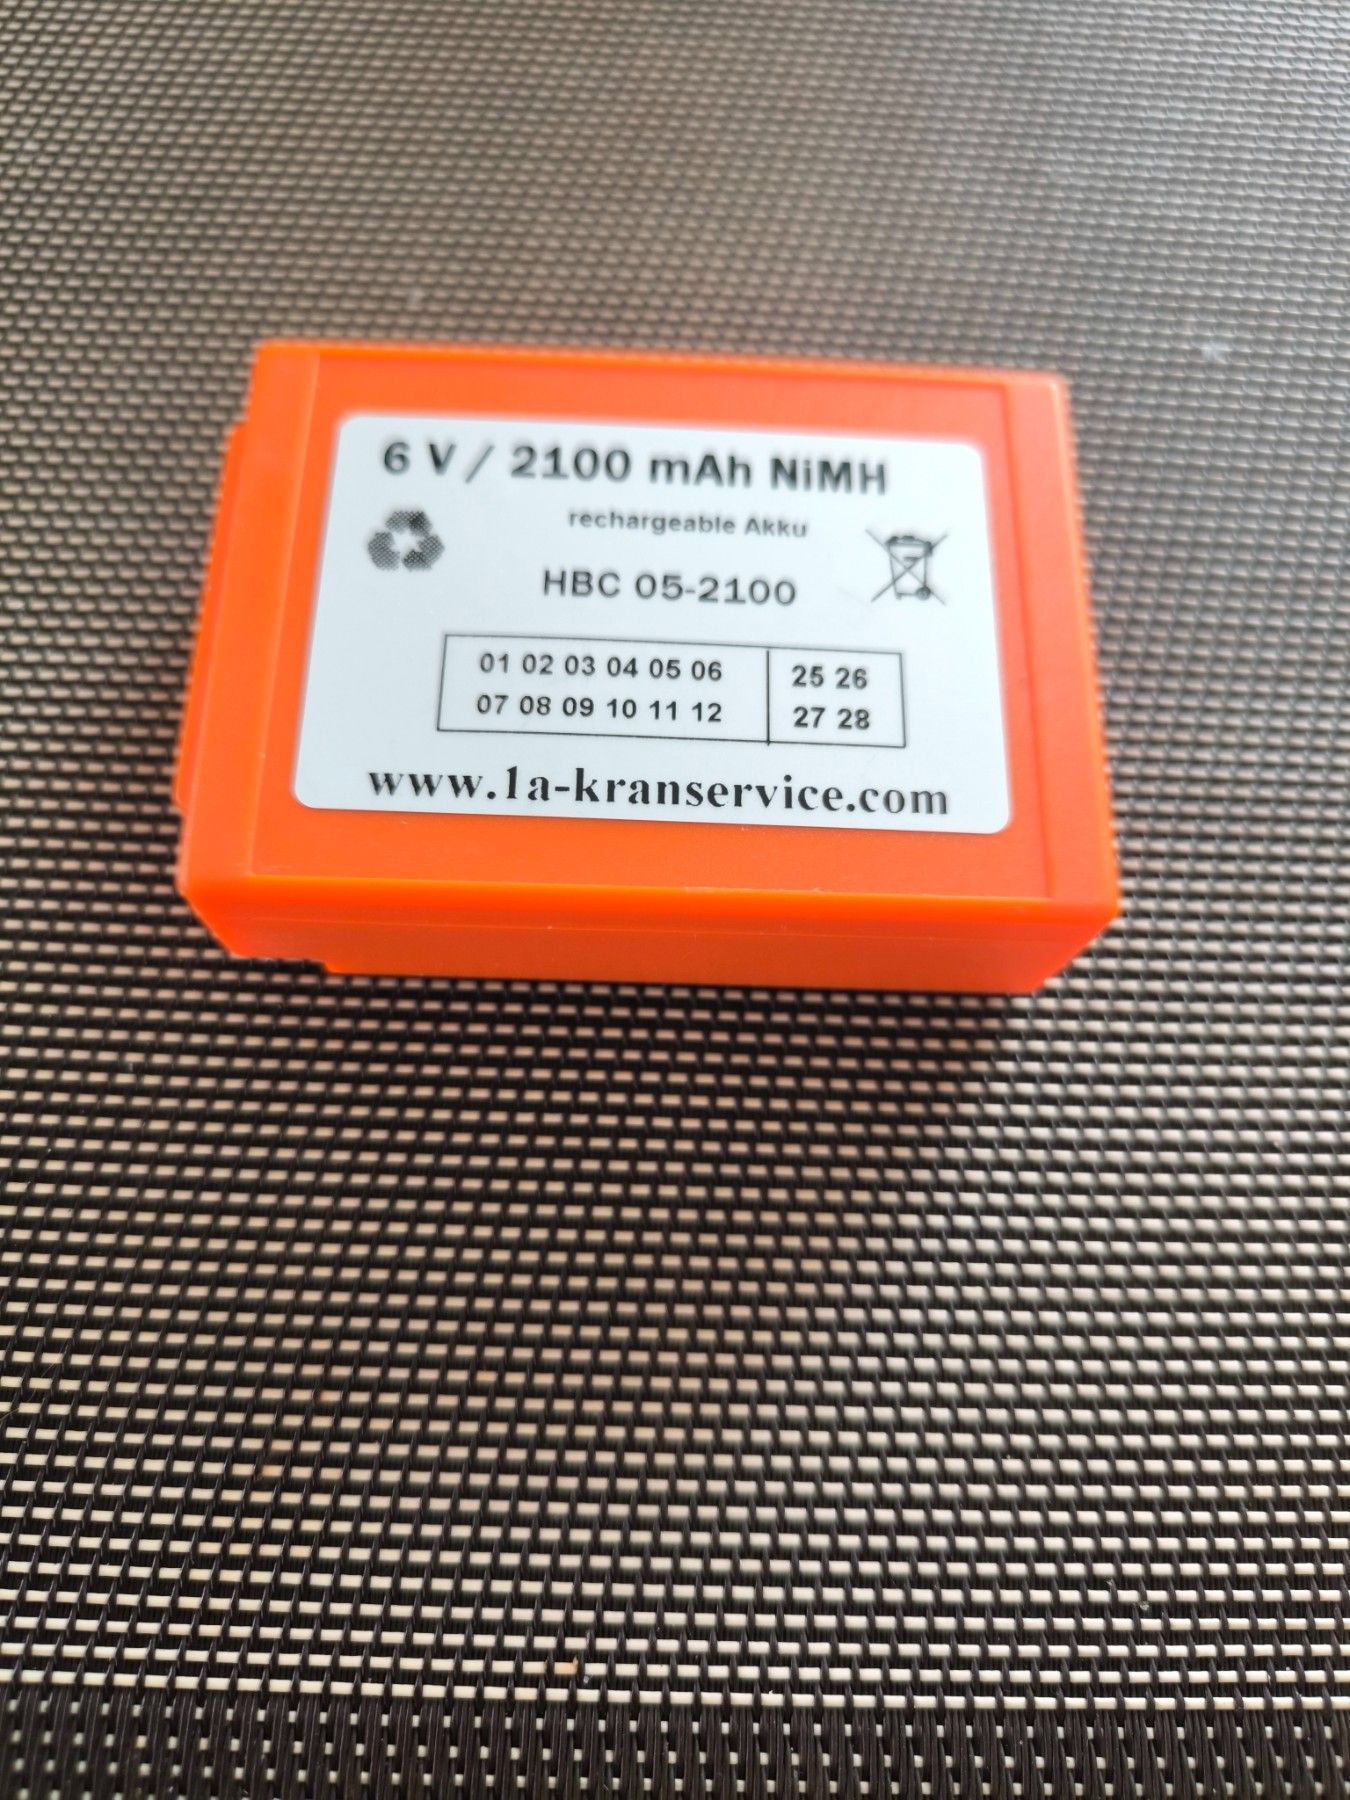 6 V / 2100 mAh NiMH
rechargeable Akku
HBC 05-2100
01 02 03 04 05 06 25 26
07 08 09 10 11 12 27 28
www.1a-kranservice.com